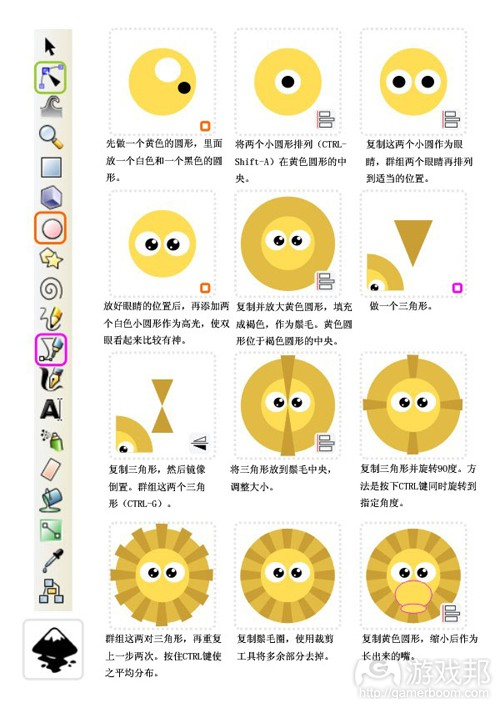 先做一个黄色的圆形，里面
放一个白色和一个黑色的圆
形。
将两个小圆形排列（CTRL-
Shift-A）在黄色圆形的中
央。
复制这两个小圆作为眼
睛，群组两个眼睛再排列
到适当的位置。
放好眼睛的位置后，再添加两
个白色小圆形作为高光，使双
眼看起来比较有神。
复制并放大黄色圆形，填充
成褐色，作为鬃毛。黄色圆
形位于褐色圆形的中央。
做一个三角形。
复制三角形，然后镜像
倒置。群组这两个三角
形（CTRL-G）。
将三角形放到鬃毛中央，
调整大小。
复制三角形并旋转90度。方
法是按下CTRL键同时旋转到
指定角度。
群组这两对三角形，再重复
上一步两次。按住CTRL键使
之平均分布。
复制鬃毛圈，使用裁剪
工具将多余部分去掉。
复制黄色圆形，缩小后作为
长出来的嘴。
A
游戏邦
http://gamerboom.com